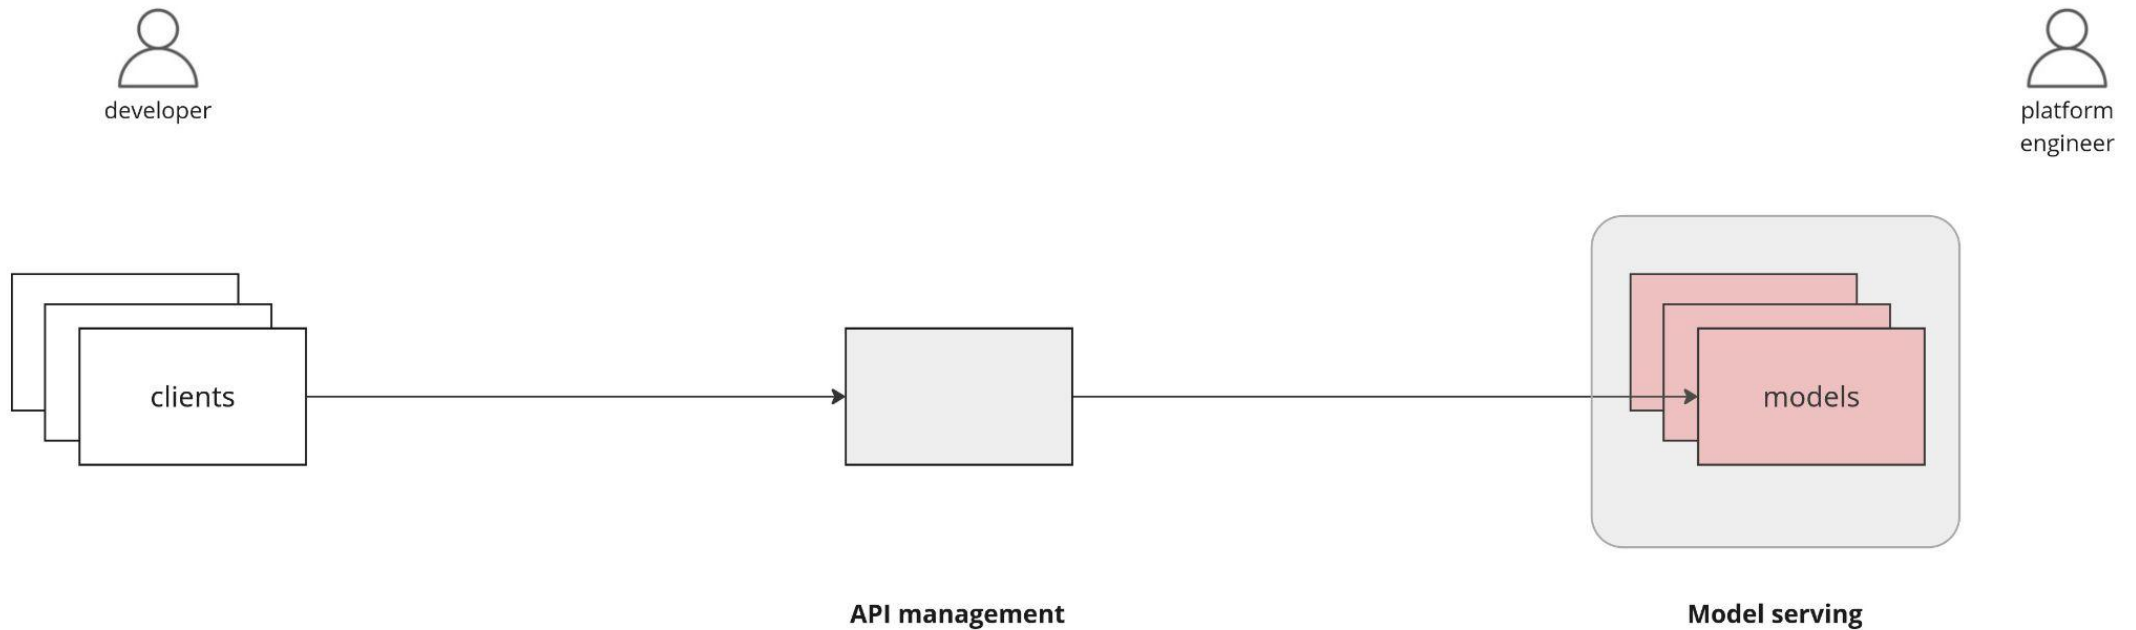 developer
platform
engineer
clients
models
API management
Model serving